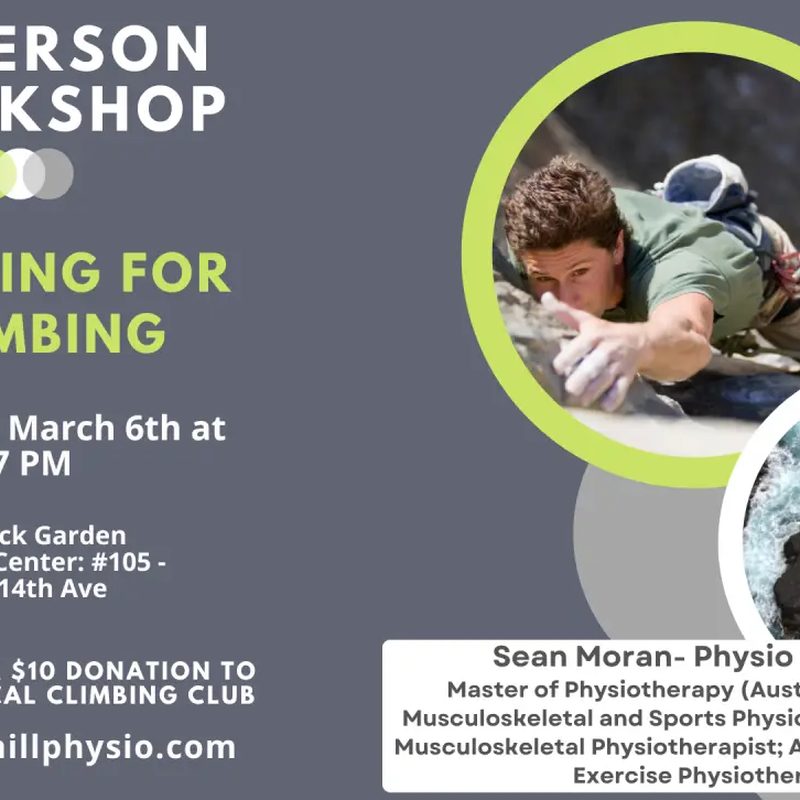 ERSON
KSHOP
ING FOR
MBING
March 6th at
7 PM
ck Garden
Center: #105 -
14th Ave
$10 DONATION TO
CAL CLIMBING CLUB
hillphysio.com
Sean Moran- Physio
Master of Physiotherapy (Aust
Musculoskeletal and Sports Physio
Musculoskeletal Physiotherapist; A
Exercise Physiother